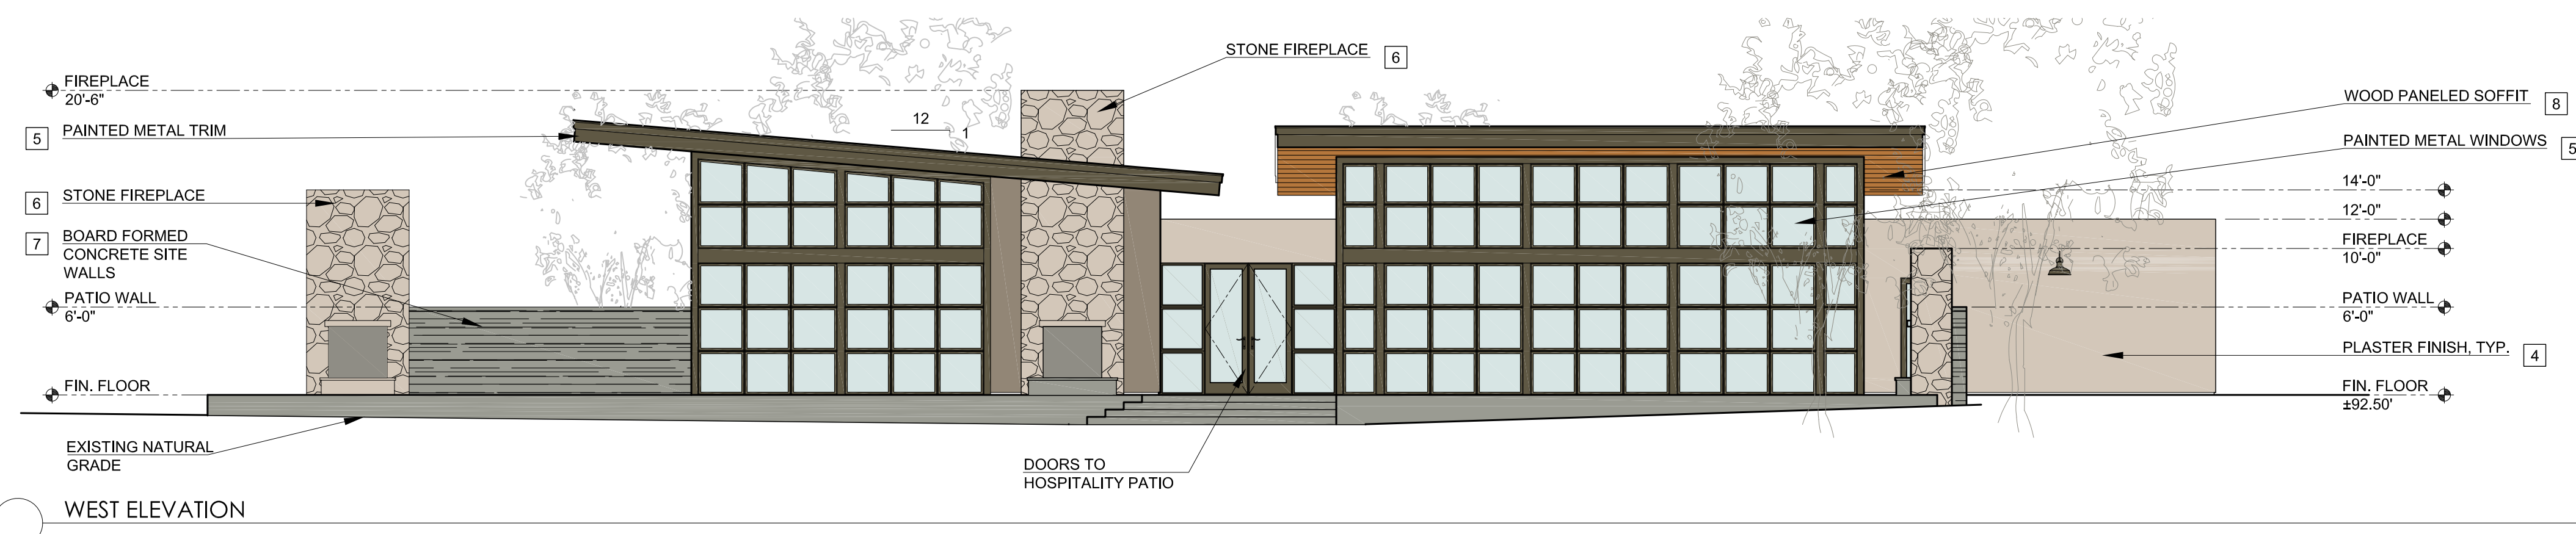 FIREPLACE
20'-6"
5 PAINTED METAL TRIM
6 STONE FIREPLACE
7 BOARD FORMED
CONCRETE SITE
WALLS
PATIO WALL
6'-0"
FIN. FLOOR
EXISTING NATURAL
GRADE
12
1
STONE FIREPLACE 6
DOORS TO
HOSPITALITY PATIO
WOOD PANELED SOFFIT 8
PAINTED METAL WINDOWS 5
14'-0"
12'-0"
FIREPLACE
10'-0"
PATIO WALL
6'-0"
PLASTER FINISH, TYP. 4
FIN. FLOOR
±92.50'
WEST ELEVATION